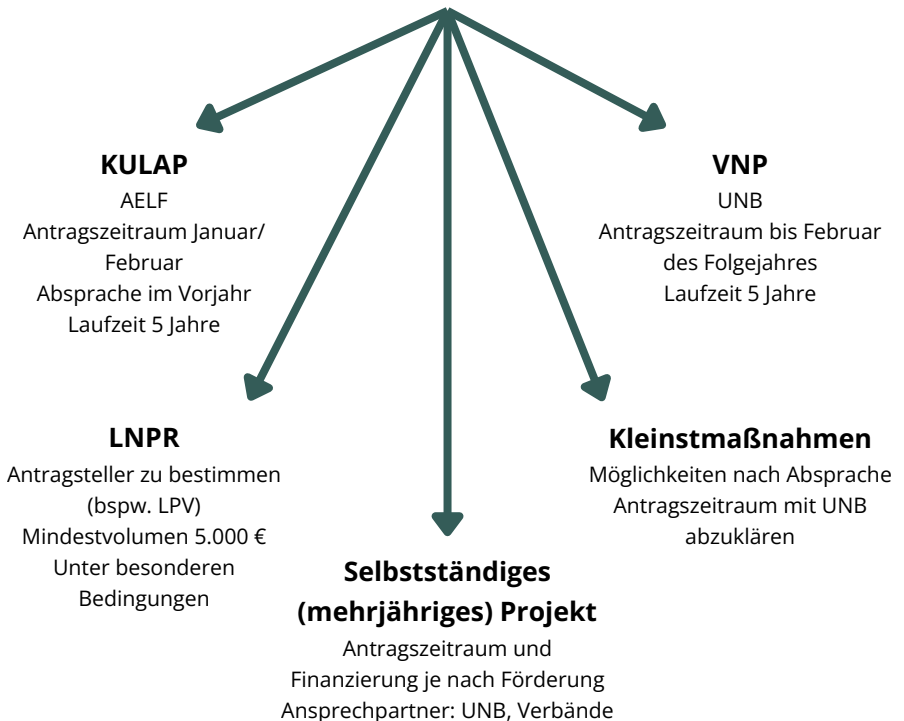 KULAP
AELF
Antragszeitraum Januar/
Februar
Absprache im Vorjahr
Laufzeit 5 Jahre
VNP
UNB
Antragszeitraum bis Februar
des Folgejahres
Laufzeit 5 Jahre
LNPR
Antragsteller zu bestimmen
(bspw. LPV)
Mindestvolumen 5.000 €
Unter besonderen
Bedingungen
Kleinstmaßnahmen
Möglichkeiten nach Absprache
Antragszeitraum mit UNB
abzuklären
Selbstständiges
(mehrjähriges) Projekt
Antragszeitraum und
Finanzierung je nach Förderung
Ansprechpartner: UNB, Verbände